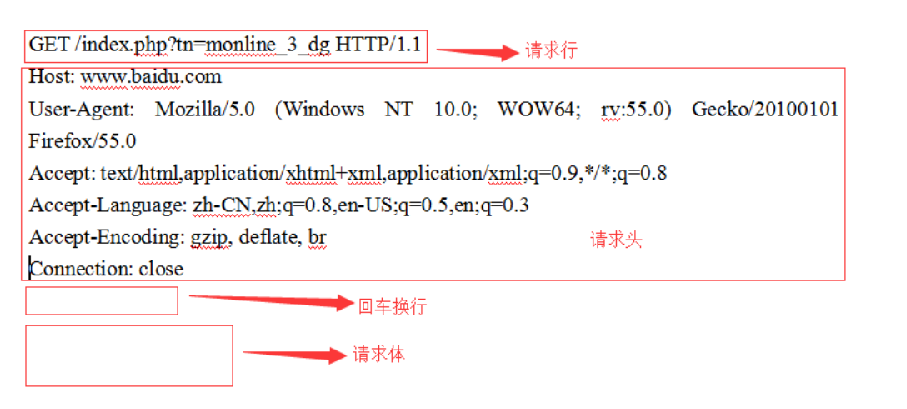 GET /index.php?tn=monline_3_dg HTTP/1.1
请求行
Host: www.baidu.com
User-Agent: Mozilla/5.0 (Windows NT 10.0; WOW64; rv:55.0) Gecko/20100101
Firefox/55.0
Accept: text/html,application/xhtml+xml,application/xml;q=0.9,*/*;q=0.8
Accept-Language: zh-CN,zh;q=0.8,en-US;q=0.5,en;q=0.3
Accept-Encoding: gzip, deflate, br
请求头
Connection: close
回车换行
请求体